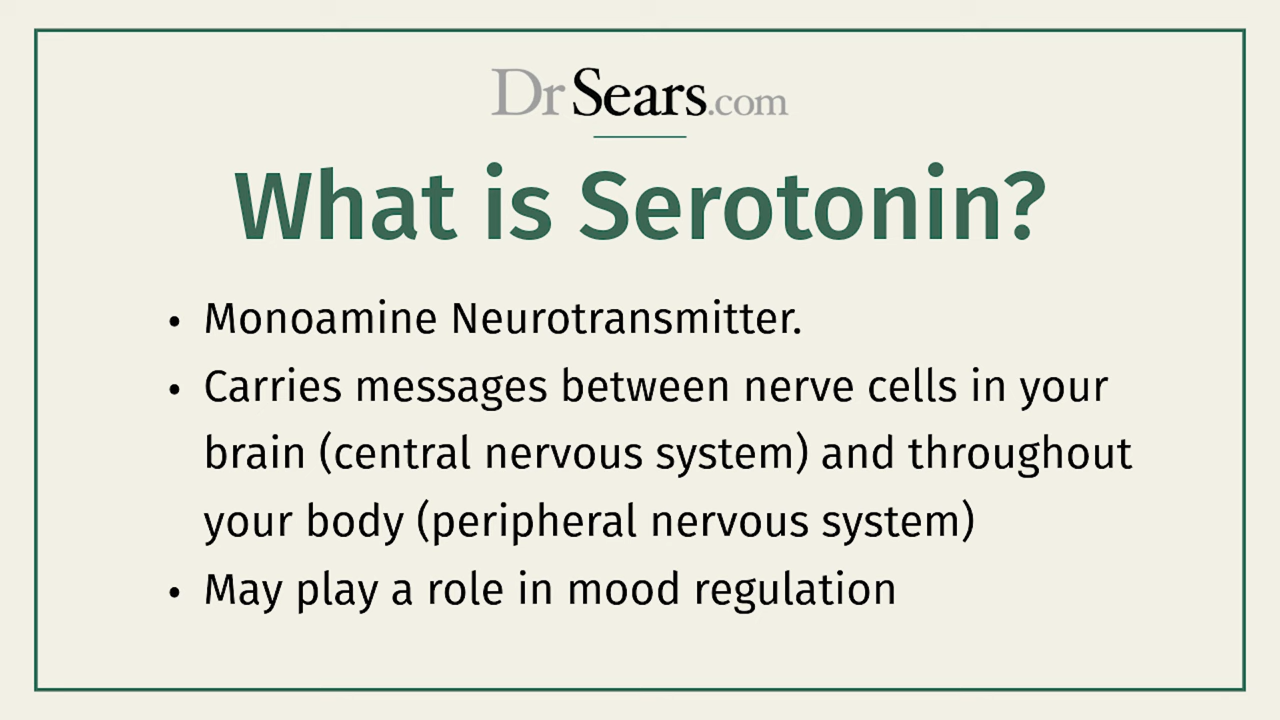 DrSears.com
What is Serotonin?
• Monoamine Neurotransmitter.
• Carries messages between nerve cells in your
brain (central nervous system) and throughout
your body (peripheral nervous system)
• May play a role in mood regulation